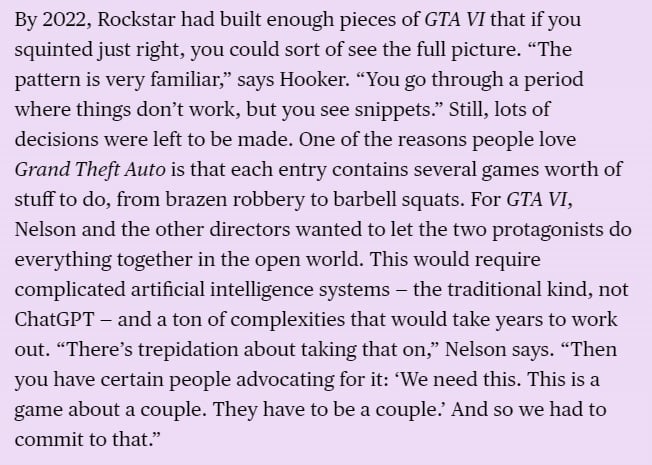 By 2022, Rockstar had built enough pieces of GTA VI that if you
squinted just right, you could sort of see the full picture. “The
pattern is very familiar,” says Hooker. “You go through a period
where things don’t work, but you see snippets.” Still, lots of
decisions were left to be made. One of the reasons people love
Grand Theft Auto is that each entry contains several games worth of
stuff to do, from brazen robbery to barbell squats. For GTA VI,
Nelson and the other directors wanted to let the two protagonists do
everything together in the open world. This would require
complicated artificial intelligence systems – the traditional kind, not
ChatGPT – and a ton of complexities that would take years to work
out. “There’s trepidation about taking that on,” Nelson says. “Then
you have certain people advocating for it: ‘We need this. This is a
game about a couple. They have to be a couple.’ And so we had to
commit to that.”